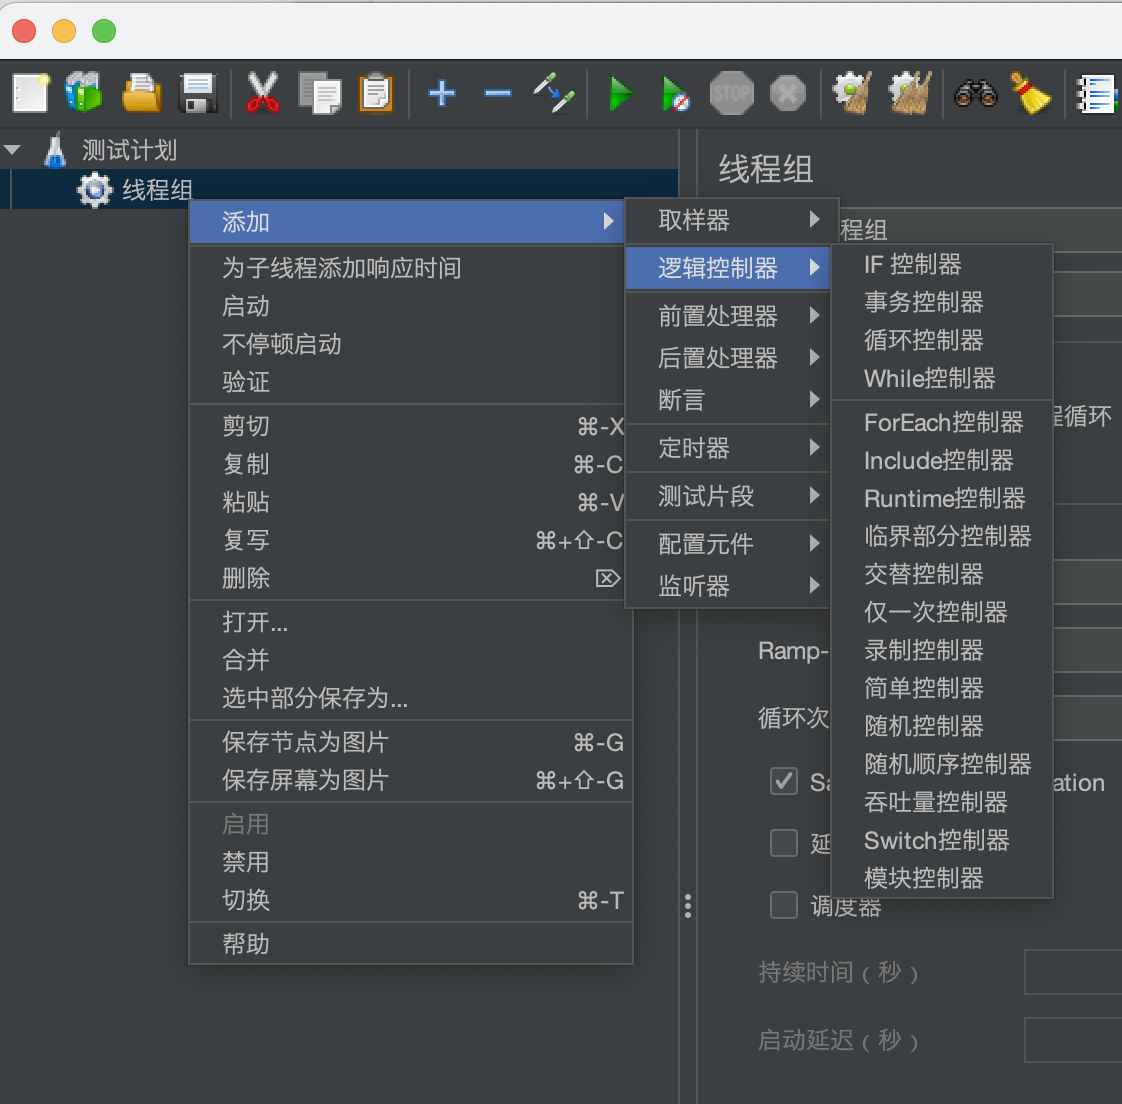 STOP
测试计划
线程组
线程组
程组
添加
为子线程添加响应时间
启动
不停顿启动
验证
剪切 ⌘-X
复制 ⌘-C
粘贴 ⌘-V
复写 ⌘+⇧-C
删除 ⌦
打开...
合并
选中部分保存为...
保存节点为图片 ⌘-G
保存屏幕为图片 ⌘+⇧-G
启用
禁用
切换 ⌘-T
帮助
取样器
逻辑控制器
前置处理器
后置处理器
断言
定时器
测试片段
配置元件
监听器
IF 控制器
事务控制器
循环控制器
While控制器
ForEach控制器
Include控制器
Runtime控制器
临界部分控制器
交替控制器
仅一次控制器
录制控制器
简单控制器
随机控制器
随机顺序控制器
吞吐量控制器
Switch控制器
模块控制器
程循环
Ramp-
循环次
Sa
ation
延
调度器
持续时间（秒）
启动延迟（秒）